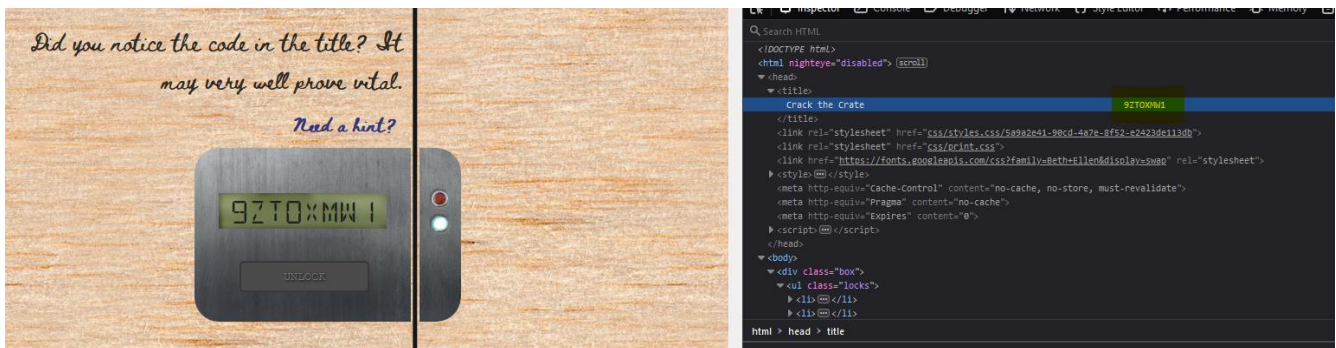 Did you notice the code in the title? It
may very well prove vital.
Need a hint?
9ZTOXMW1
UNLOCK
Inspector Console Debugger Network Style Editor Performance Memory
Search HTML
<!DOCTYPE html>
<html nighteye="disabled"> scroll
<head>
<title>
Crack the Crate 9ZTOXMW1
</title>
<link rel="stylesheet" href="css/styles.css/5a9a2e41-90cd-4a7e-8f52-e2423de113db">
<link rel="stylesheet" href="css/print.css">
<link href="https://fonts.googleapis.com/css?family=Beth+Ellen&display=swap" rel="stylesheet">
<style></style>
<meta http-equiv="Cache-Control" content="no-cache, no-store, must-revalidate">
<meta http-equiv="Pragma" content="no-cache">
<meta http-equiv="Expires" content="0">
<script></script>
</head>
<body>
<div class="box">
<ul class="locks">
<li></li>
<li></li>
html > head > title